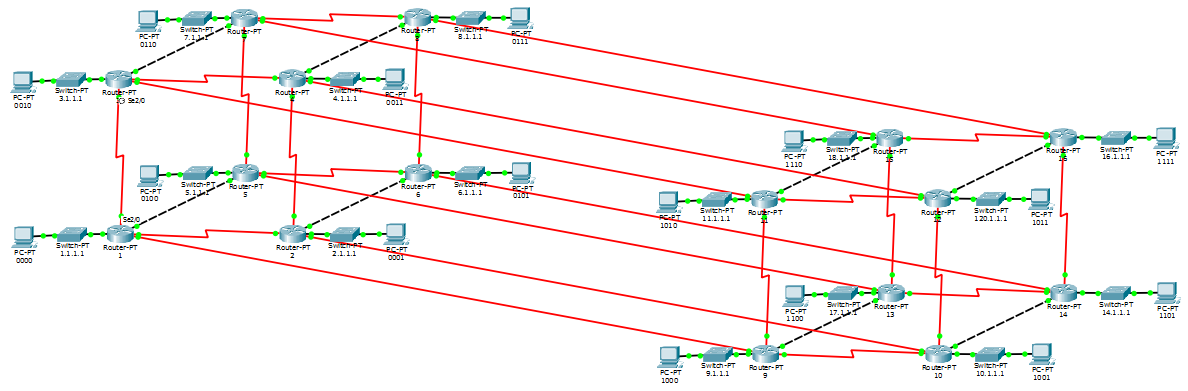 PC-PT
0110
Switch-PT
7.1.1.1
Router-PT
Switch-PT
8.1.1.1
PC-PT
0111
PC-PT
0010
Switch-PT
3.1.1.1
Router-PT
Se2/0
Router-PT
Switch-PT
4.1.1.1
PC-PT
0011
PC-PT
1110
Switch-PT
18.1.1.1
Router-PT
15
Router-PT
16
Switch-PT
16.1.1.1
PC-PT
1111
PC-PT
0100
Switch-PT
5.1.1.1
Router-PT
5
Router-PT
6
Switch-PT
6.1.1.1
PC-PT
0101
PC-PT
1010
Switch-PT
11.1.1.1
Router-PT
11
Router-PT
Switch-PT
120.1.1.1
PC-PT
1011
Se2/0
PC-PT
0000
Switch-PT
1.1.1.1
Router-PT
1
Router-PT
2
Switch-PT
2.1.1.1
PC-PT
0001
PC-PT
1100
Switch-PT
17.1.1.1
Router-PT
13
Router-PT
14
Switch-PT
14.1.1.1
PC-PT
1101
PC-PT
1000
Switch-PT
9.1.1.1
Router-PT
9
Router-PT
10
Switch-PT
10.1.1.1
PC-PT
1001